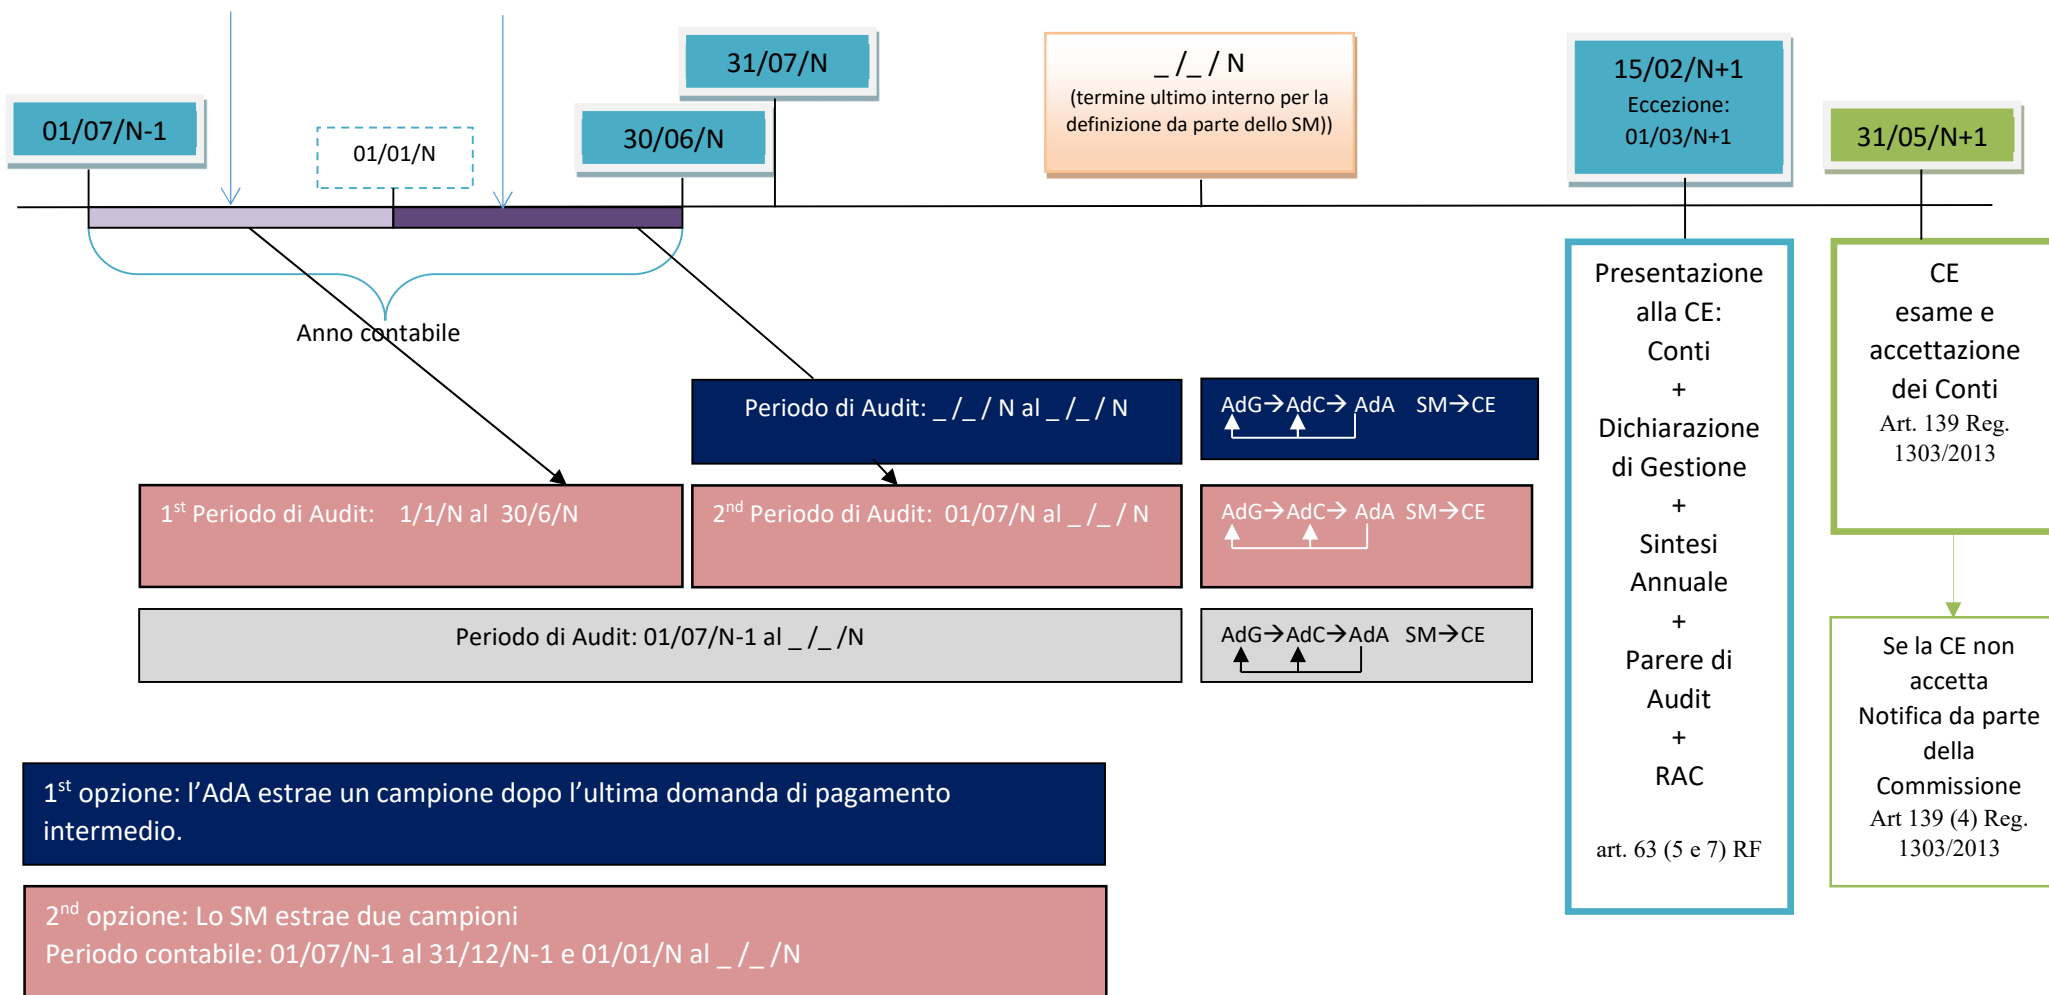 01/07/N-1
01/01/N
30/06/N
31/07/N
_ /_ / N
(termine ultimo interno per la
definizione da parte dello SM))
15/02/N+1
Eccezione:
01/03/N+1
31/05/N+1
Anno contabile
Periodo di Audit: _ /_ / N al _ /_ / N
AdG→AdC→ AdA SM→CE
1st Periodo di Audit: 1/1/N al 30/6/N
2nd Periodo di Audit: 01/07/N al _ /_ / N
AdG→AdC→ AdA SM→CE
Periodo di Audit: 01/07/N-1 al _ /_ /N
AdG→AdC→AdA SM→CE
Presentazione
alla CE:
Conti
+
Dichiarazione
di Gestione
+
Sintesi
Annuale
+
Parere di
Audit
+
RAC
art. 63 (5 e 7) RF
CE
esame e
accettazione
dei Conti
Art. 139 Reg.
1303/2013
Se la CE non
accetta
Notifica da parte
della
Commissione
Art 139 (4) Reg.
1303/2013
1st opzione: l’AdA estrae un campione dopo l’ultima domanda di pagamento
intermedio.
2nd opzione: Lo SM estrae due campioni
Periodo contabile: 01/07/N-1 al 31/12/N-1 e 01/01/N al _ /_ /N